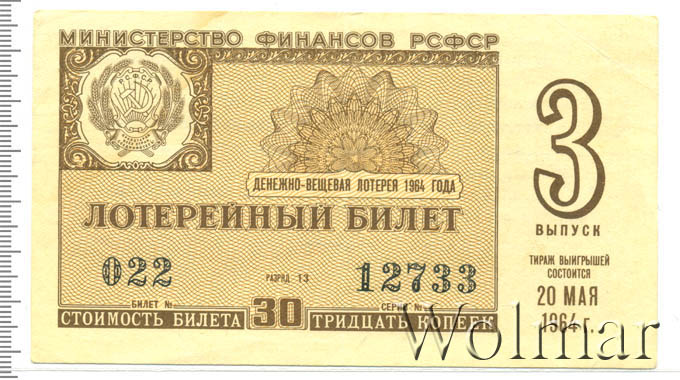 МИНИСТЕРСТВО ФИНАНСОВ РСФСР
РСФСР
ДЕНЕЖНО-ВЕЩЕВАЯ ЛОТЕРЕЯ 1964 ГОДА
ЛОТЕРЕЙНЫЙ БИЛЕТ
022 РАЗРЯД 13 12733
БИЛЕТ № СЕРИЯ №
СТОИМОСТЬ БИЛЕТА 30 ТРИДЦАТЬ КОПЕЕК
3
ВЫПУСК
ТИРАЖ ВЫИГРЫШЕЙ
СОСТОИТСЯ
20 МАЯ
1964 г.
Wolmar